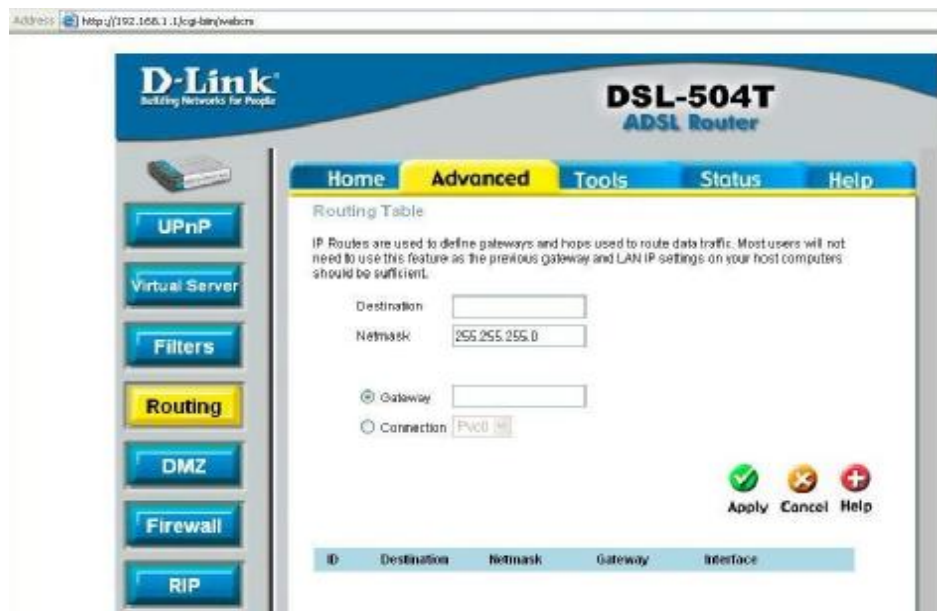 Address http://192.168.1.1/cgi-bin/webcm
D-Link
Building Networks for People
DSL-504T
ADSL Router
Home Advanced Tools Status Help
UPnP
Virtual Server
Filters
Routing
DMZ
Firewall
RIP
Routing Table
IP Routes are used to define gateways and hops used to route data traffic. Most users will not
need to use this feature as the previous gateway and LAN IP settings on your host computers
should be sufficient.
Destination
Netmask 255.255.255.0
Gateway
Connection Pvc0
Apply Cancel Help
ID Destination Netmask Gateway Interface